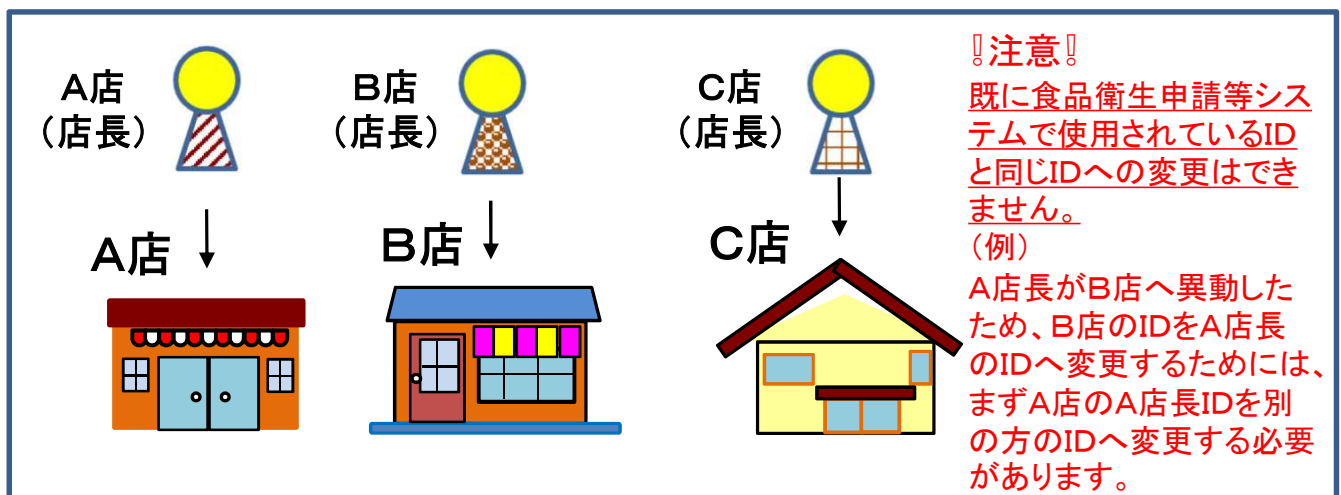 A店
（店長）
B店
（店長）
C店
（店長）
A店
B店
C店
‼注意‼
既に食品衛生申請等シス
テムで使用されているID
と同じIDへの変更はでき
ません。
（例）
A店長がB店へ異動した
ため、B店のIDをA店長
のIDへ変更するためには、
まずA店のA店長IDを別
の方のIDへ変更する必要
があります。